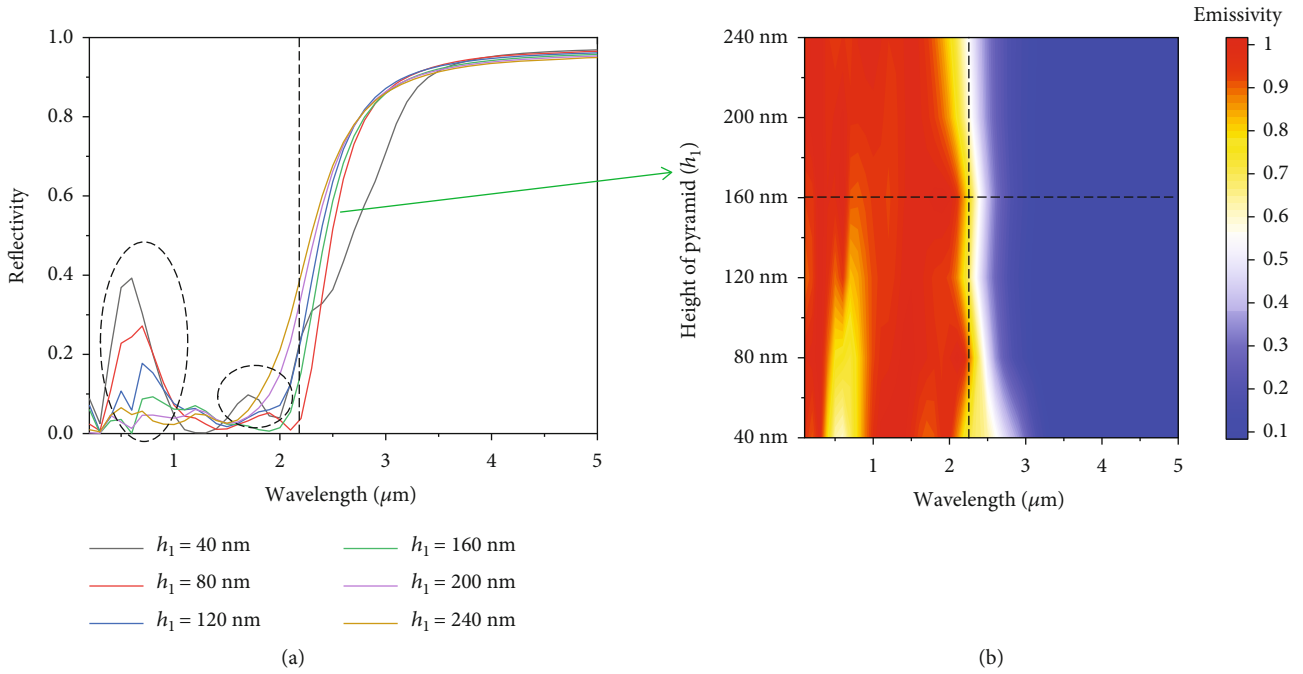 1.0
0.8
0.6
0.4
0.2
0.0
Reflectivity
1 2 3 4 5
Wavelength (μm)
h1 = 40 nm
h1 = 80 nm
h1 = 120 nm
h1 = 160 nm
h1 = 200 nm
h1 = 240 nm
(a)
240 nm
200 nm
160 nm
120 nm
80 nm
40 nm
Height of pyramid (h1)
1 2 3 4 5
Wavelength (μm)
Emissivity
1
0.9
0.8
0.7
0.6
0.5
0.4
0.3
0.2
0.1
(b)